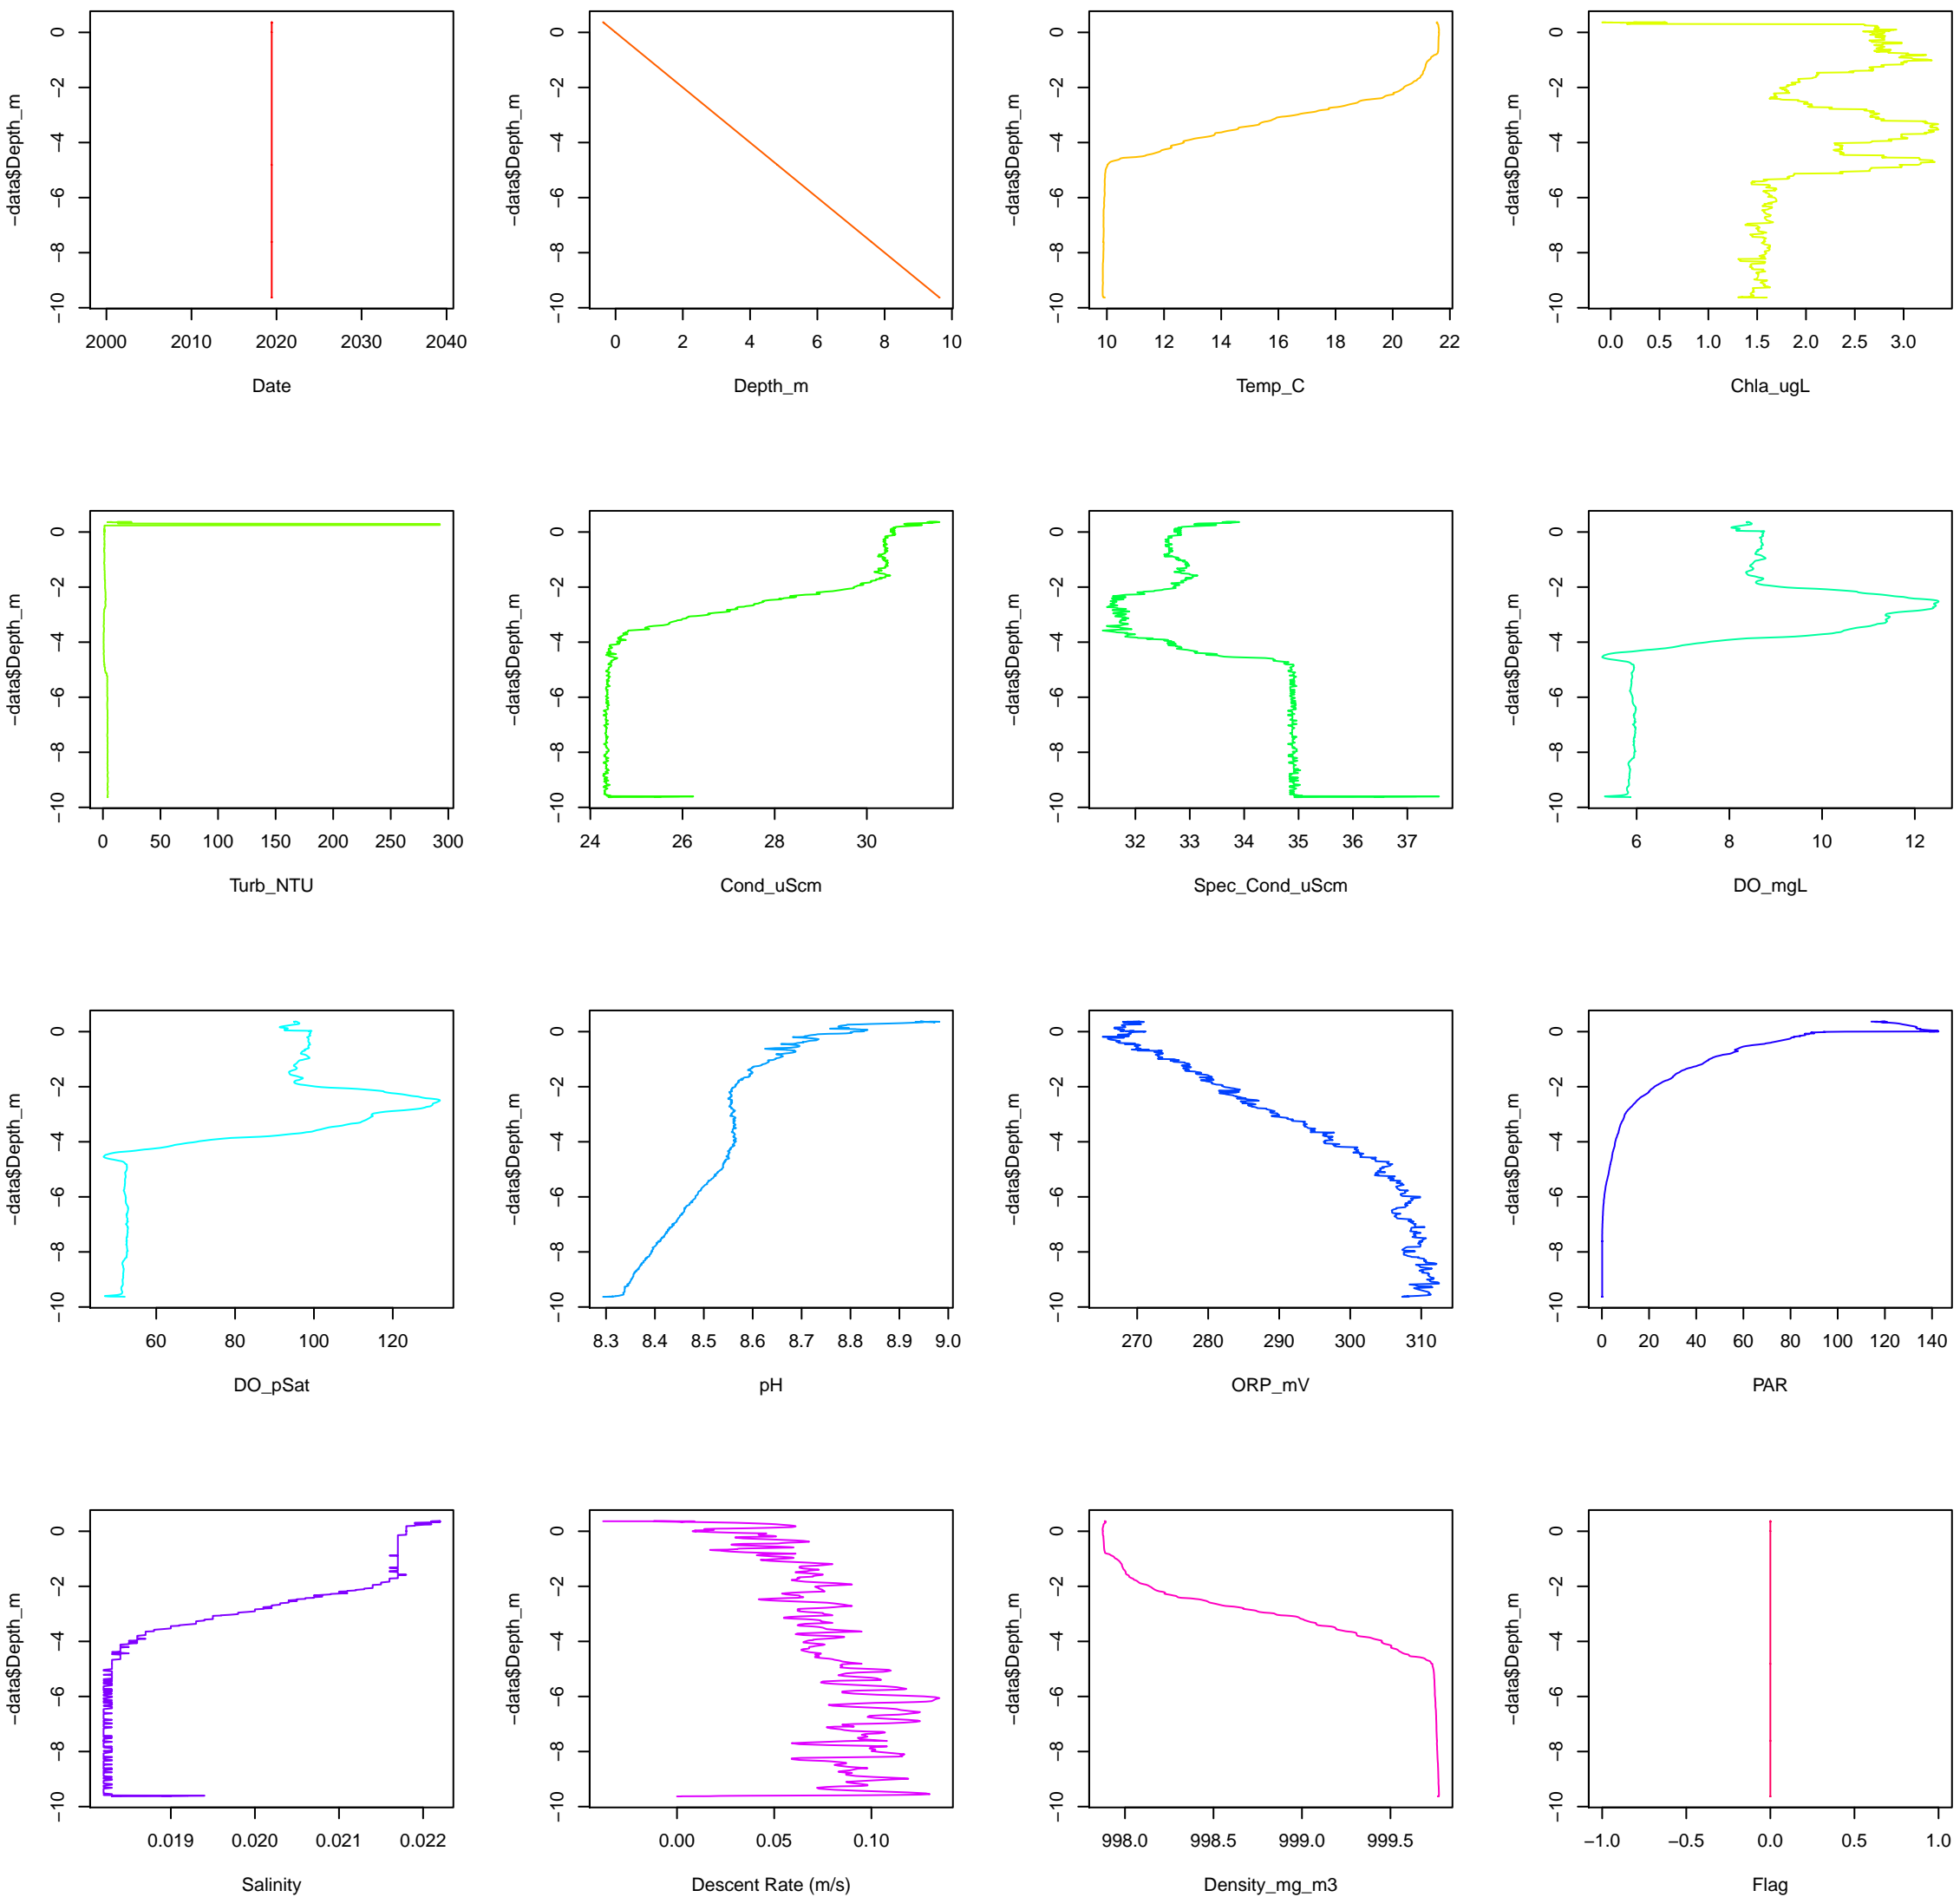 −data$Depth_m
0
−2
−4
−6
−8
−10
2000 2010 2020 2030 2040
Date
−data$Depth_m
0
−2
−4
−6
−8
−10
0 2 4 6 8 10
Depth_m
−data$Depth_m
0
−2
−4
−6
−8
−10
10 12 14 16 18 20 22
Temp_C
−data$Depth_m
0
−2
−4
−6
−8
−10
0.0 0.5 1.0 1.5 2.0 2.5 3.0
Chla_ugL
−data$Depth_m
0
−2
−4
−6
−8
−10
0 50 100 150 200 250 300
Turb_NTU
−data$Depth_m
0
−2
−4
−6
−8
−10
24 26 28 30
Cond_uScm
−data$Depth_m
0
−2
−4
−6
−8
−10
32 33 34 35 36 37
Spec_Cond_uScm
−data$Depth_m
0
−2
−4
−6
−8
−10
6 8 10 12
DO_mgL
−data$Depth_m
0
−2
−4
−6
−8
−10
60 80 100 120
DO_pSat
−data$Depth_m
0
−2
−4
−6
−8
−10
8.3 8.4 8.5 8.6 8.7 8.8 8.9 9.0
pH
−data$Depth_m
0
−2
−4
−6
−8
−10
270 280 290 300 310
ORP_mV
−data$Depth_m
0
−2
−4
−6
−8
−10
0 20 40 60 80 100 120 140
PAR
−data$Depth_m
0
−2
−4
−6
−8
−10
0.019 0.020 0.021 0.022
Salinity
−data$Depth_m
0
−2
−4
−6
−8
−10
0.00 0.05 0.10
Descent Rate (m/s)
−data$Depth_m
0
−2
−4
−6
−8
−10
998.0 998.5 999.0 999.5
Density_mg_m3
−data$Depth_m
0
−2
−4
−6
−8
−10
−1.0 −0.5 0.0 0.5 1.0
Flag